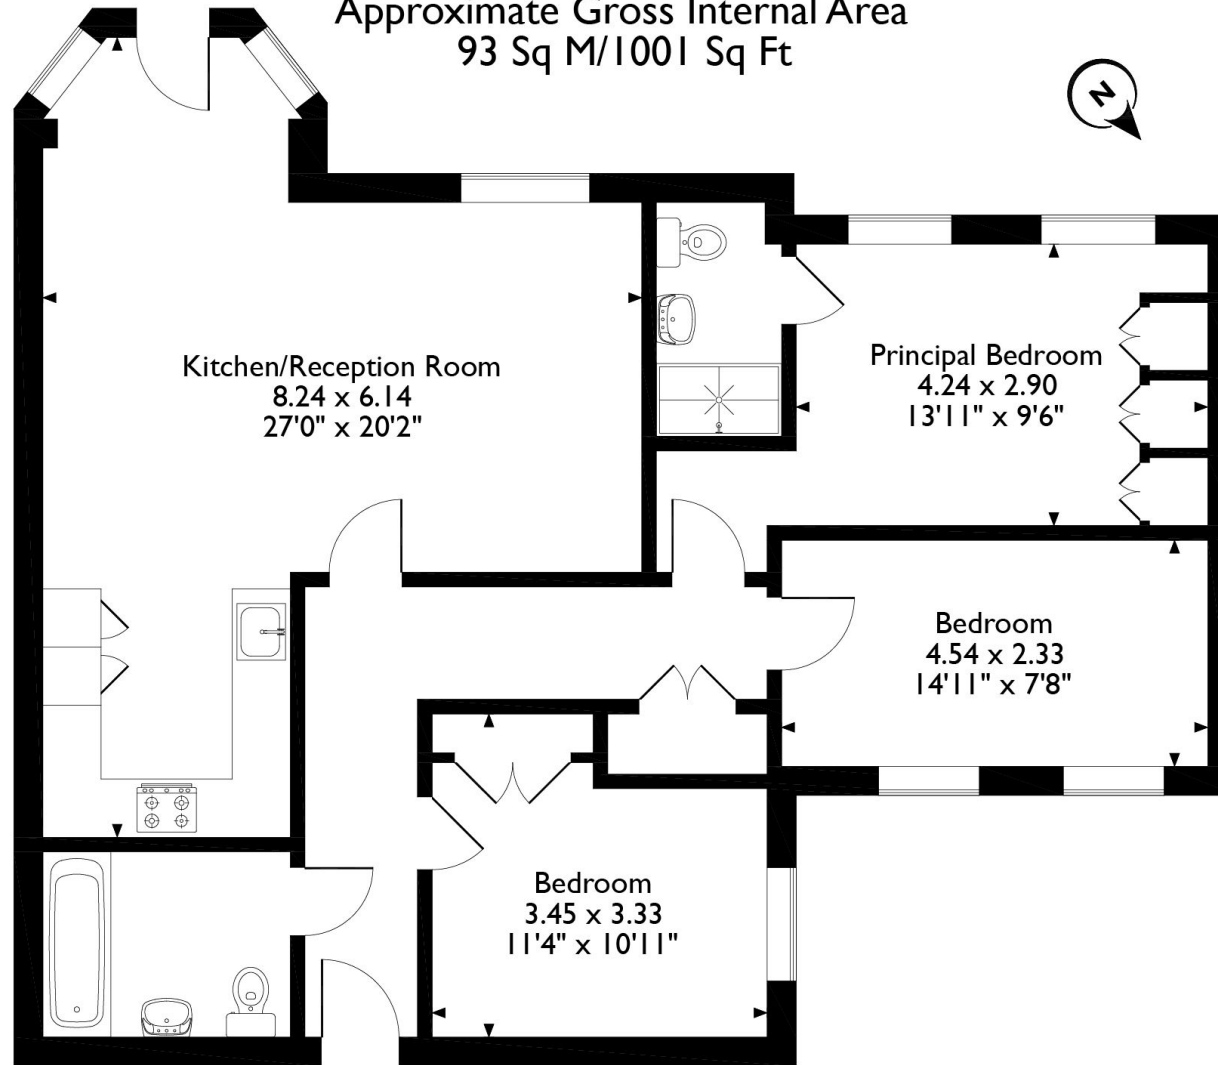 Approximate Gross Internal Area
93 Sq M/1001 Sq Ft
N
Kitchen/Reception Room
8.24 x 6.14
27'0" x 20'2"
Principal Bedroom
4.24 x 2.90
13'11" x 9'6"
Bedroom
4.54 x 2.33
14'11" x 7'8"
Bedroom
3.45 x 3.33
11'4" x 10'11"